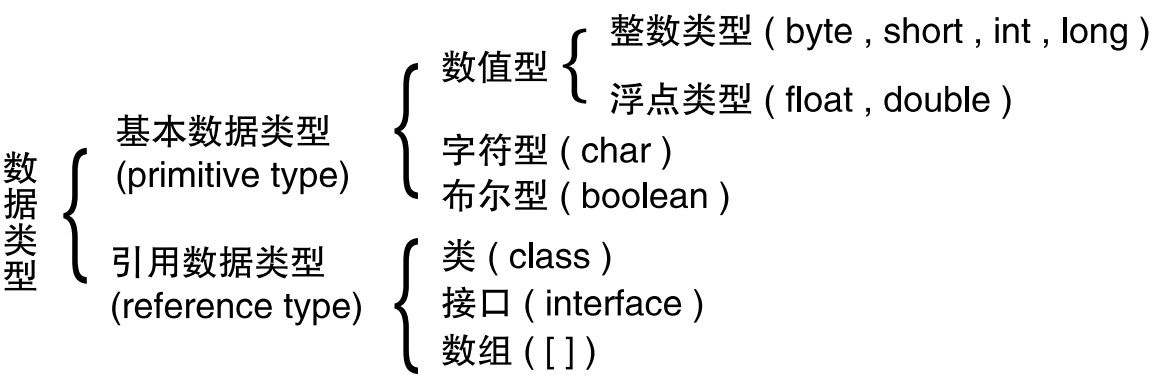 数据类型
基本数据类型
(primitive type)
数值型
整数类型 ( byte , short , int , long )
浮点类型 ( float , double )
字符型 ( char )
布尔型 ( boolean )
引用数据类型
(reference type)
类 ( class )
接口 ( interface )
数组 ( [ ] )